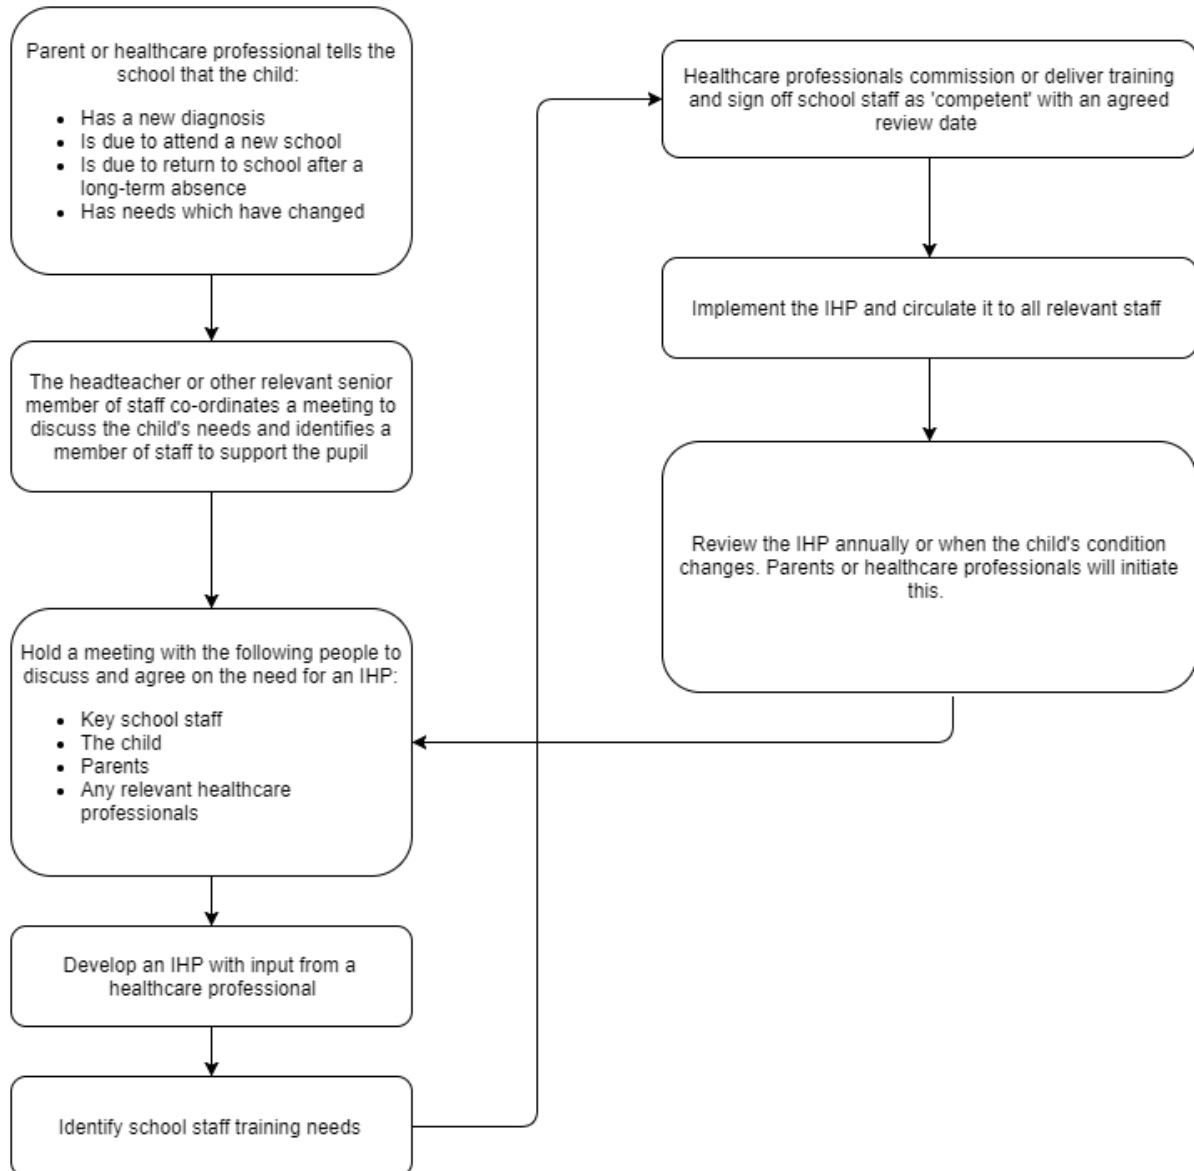 Parent or healthcare professional tells the
school that the child:
• Has a new diagnosis
• Is due to attend a new school
• Is due to return to school after a
long-term absence
• Has needs which have changed
The headteacher or other relevant senior
member of staff co-ordinates a meeting to
discuss the child's needs and identifies a
member of staff to support the pupil
Hold a meeting with the following people to
discuss and agree on the need for an IHP:
• Key school staff
• The child
• Parents
• Any relevant healthcare
professionals
Develop an IHP with input from a
healthcare professional
Identify school staff training needs
Healthcare professionals commission or deliver training
and sign off school staff as 'competent' with an agreed
review date
Implement the IHP and circulate it to all relevant staff
Review the IHP annually or when the child's condition
changes. Parents or healthcare professionals will initiate
this.